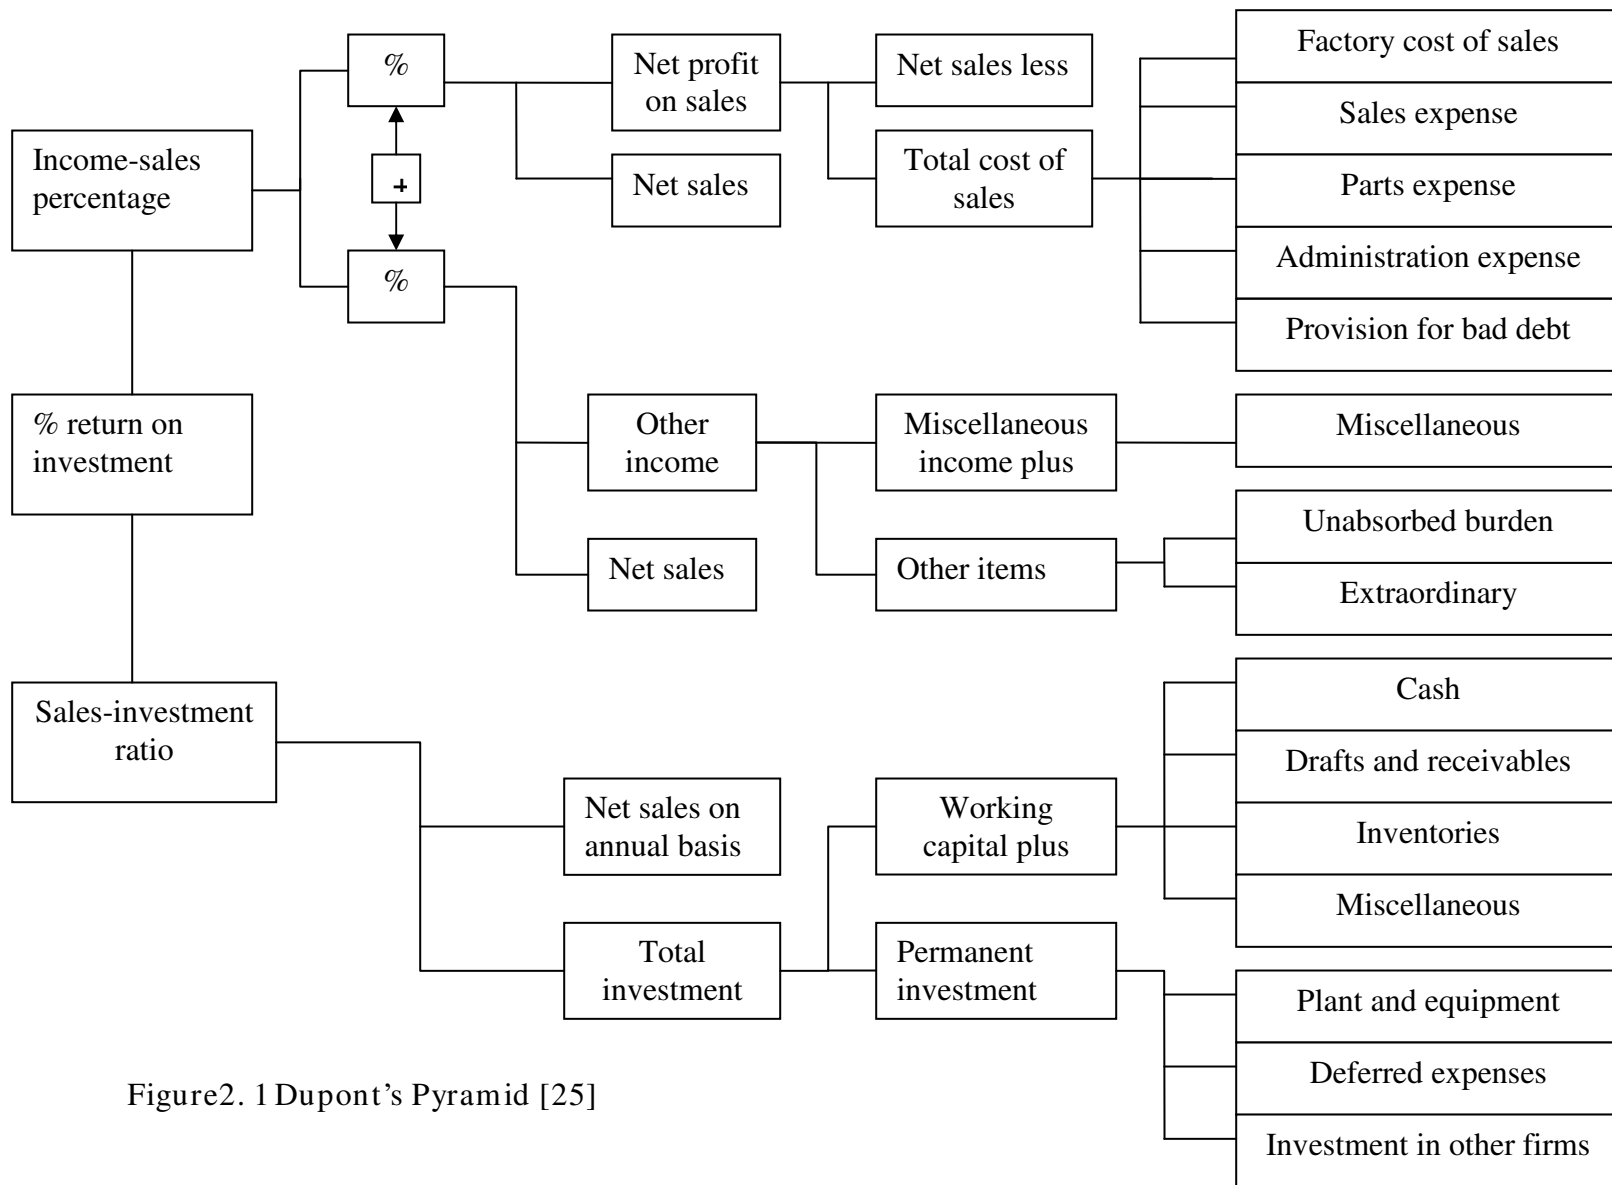 %
Net profit
on sales
Net sales less
Factory cost of sales
Sales expense
Income-sales
percentage
+
Net sales
Total cost of
sales
Parts expense
%
Administration expense
Provision for bad debt
% return on
investment
Other
income
Miscellaneous
income plus
Miscellaneous
Net sales
Other items
Unabsorbed burden
Extraordinary
Sales-investment
ratio
Net sales on
annual basis
Working
capital plus
Cash
Drafts and receivables
Inventories
Miscellaneous
Total
investment
Permanent
investment
Plant and equipment
Deferred expenses
Investment in other firms
Figure2. 1 Dupont's Pyramid [25]